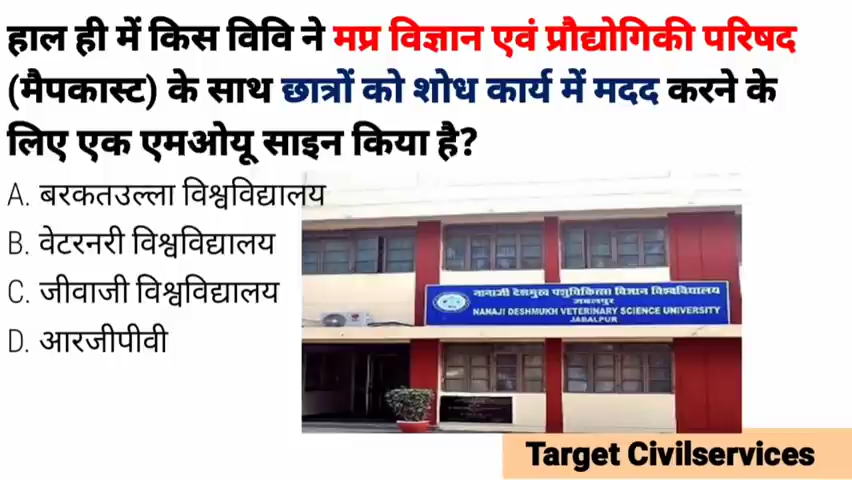 हाल ही में किस विवि ने मप्र विज्ञान एवं प्रौद्योगिकी परिषद
(मैपकास्ट) के साथ छात्रों को शोध कार्य में मदद करने के
लिए एक एमओयू साइन किया है?
A. बरकतउल्ला विश्वविद्यालय
B. वेटरनरी विश्वविद्यालय
C. जीवाजी विश्वविद्यालय
D. आरजीपीवी
नानाजी देशमुख पशुचिकित्सा विज्ञान विश्वविद्यालय
जबलपुर
NANAJI DESHMUKH VETERINARY SCIENCE UNIVERSITY
JABALPUR
Target Civilservices